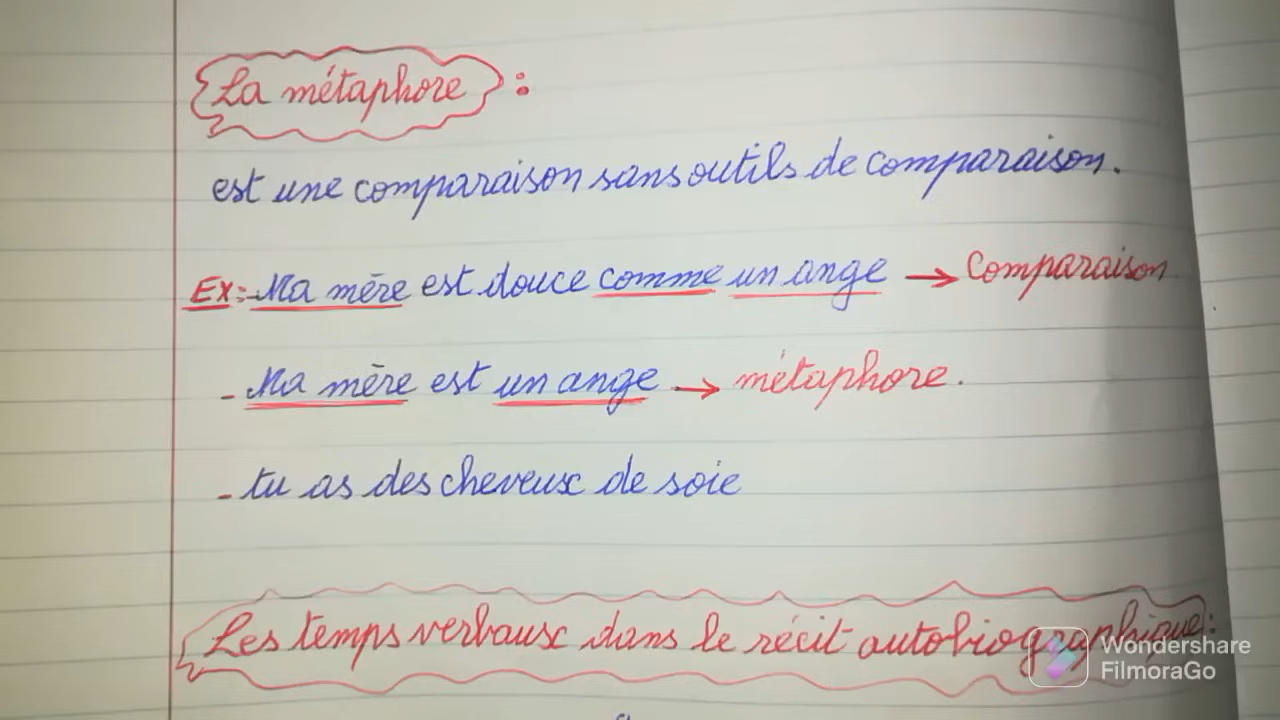 La métaphore :
est une comparaison sans outils de comparaison.
Ex: - Ma mère est douce comme un ange → Comparaison
- Ma mère est un ange → métaphore.
- tu as des cheveux de soie
Les temps verbaux dans le récit autobiographique :
Wondershare
FilmoraGo